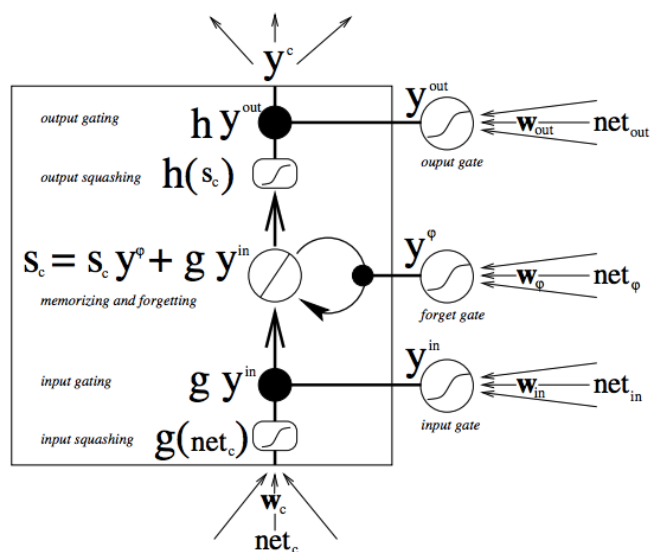 y^c
output gating
h y^out
y^out
w_out
net_out
ouput gate
output squashing
h(s_c)
s_c = s_c y^φ + g y^in
memorizing and forgetting
y^φ
w_φ
net_φ
forget gate
input gating
g y^in
y^in
w_in
net_in
input gate
input squashing
g(net_c)
w_c
net_c